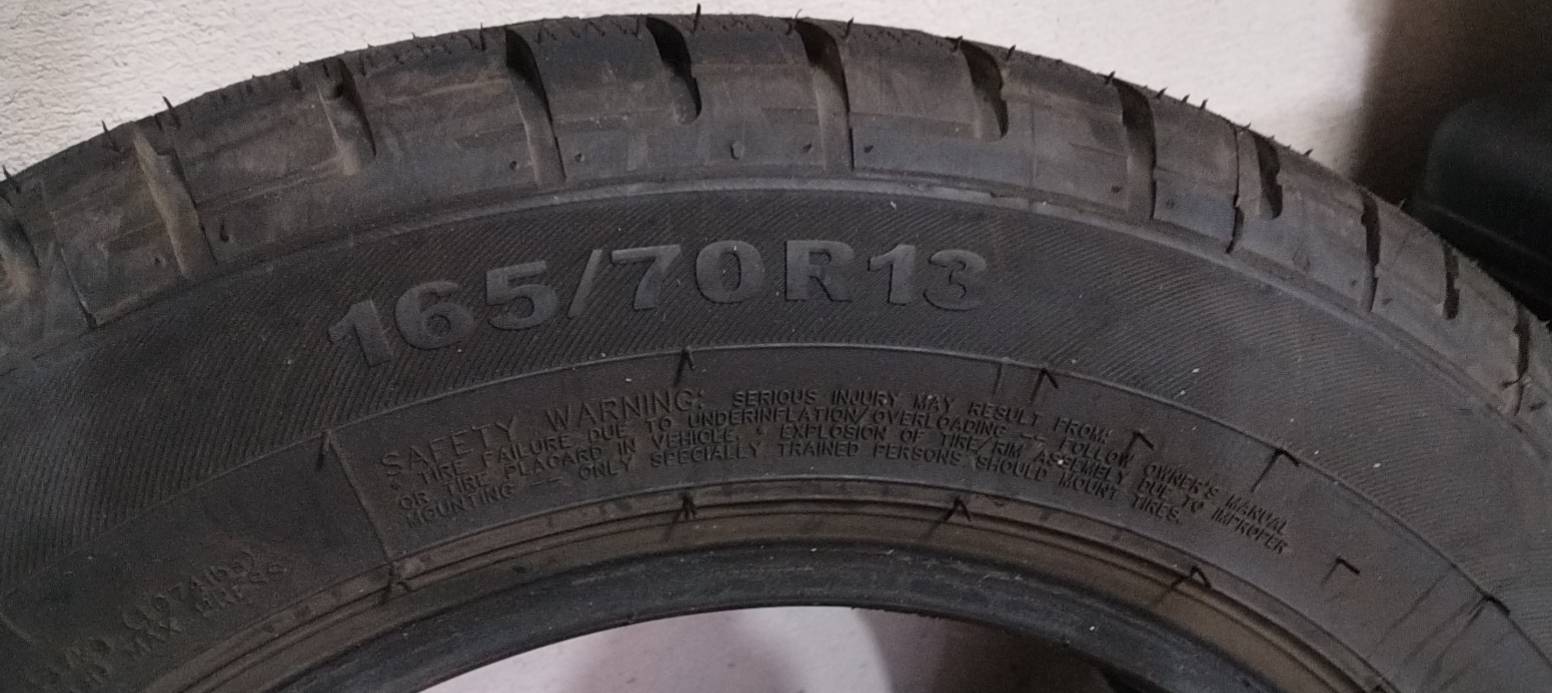 165/70R13
SAFETY WARNING: SERIOUS INJURY MAY RESULT FROM:
• TIRE FAILURE DUE TO UNDERINFLATION/OVERLOADING -- FOLLOW OWNER'S MANUAL
OR TIRE PLACARD IN VEHICLE. • EXPLOSION OF TIRE/RIM ASSEMBLY DUE TO IMPROPER
MOUNTING -- ONLY SPECIALLY TRAINED PERSONS SHOULD MOUNT TIRES.
MAX PRESS